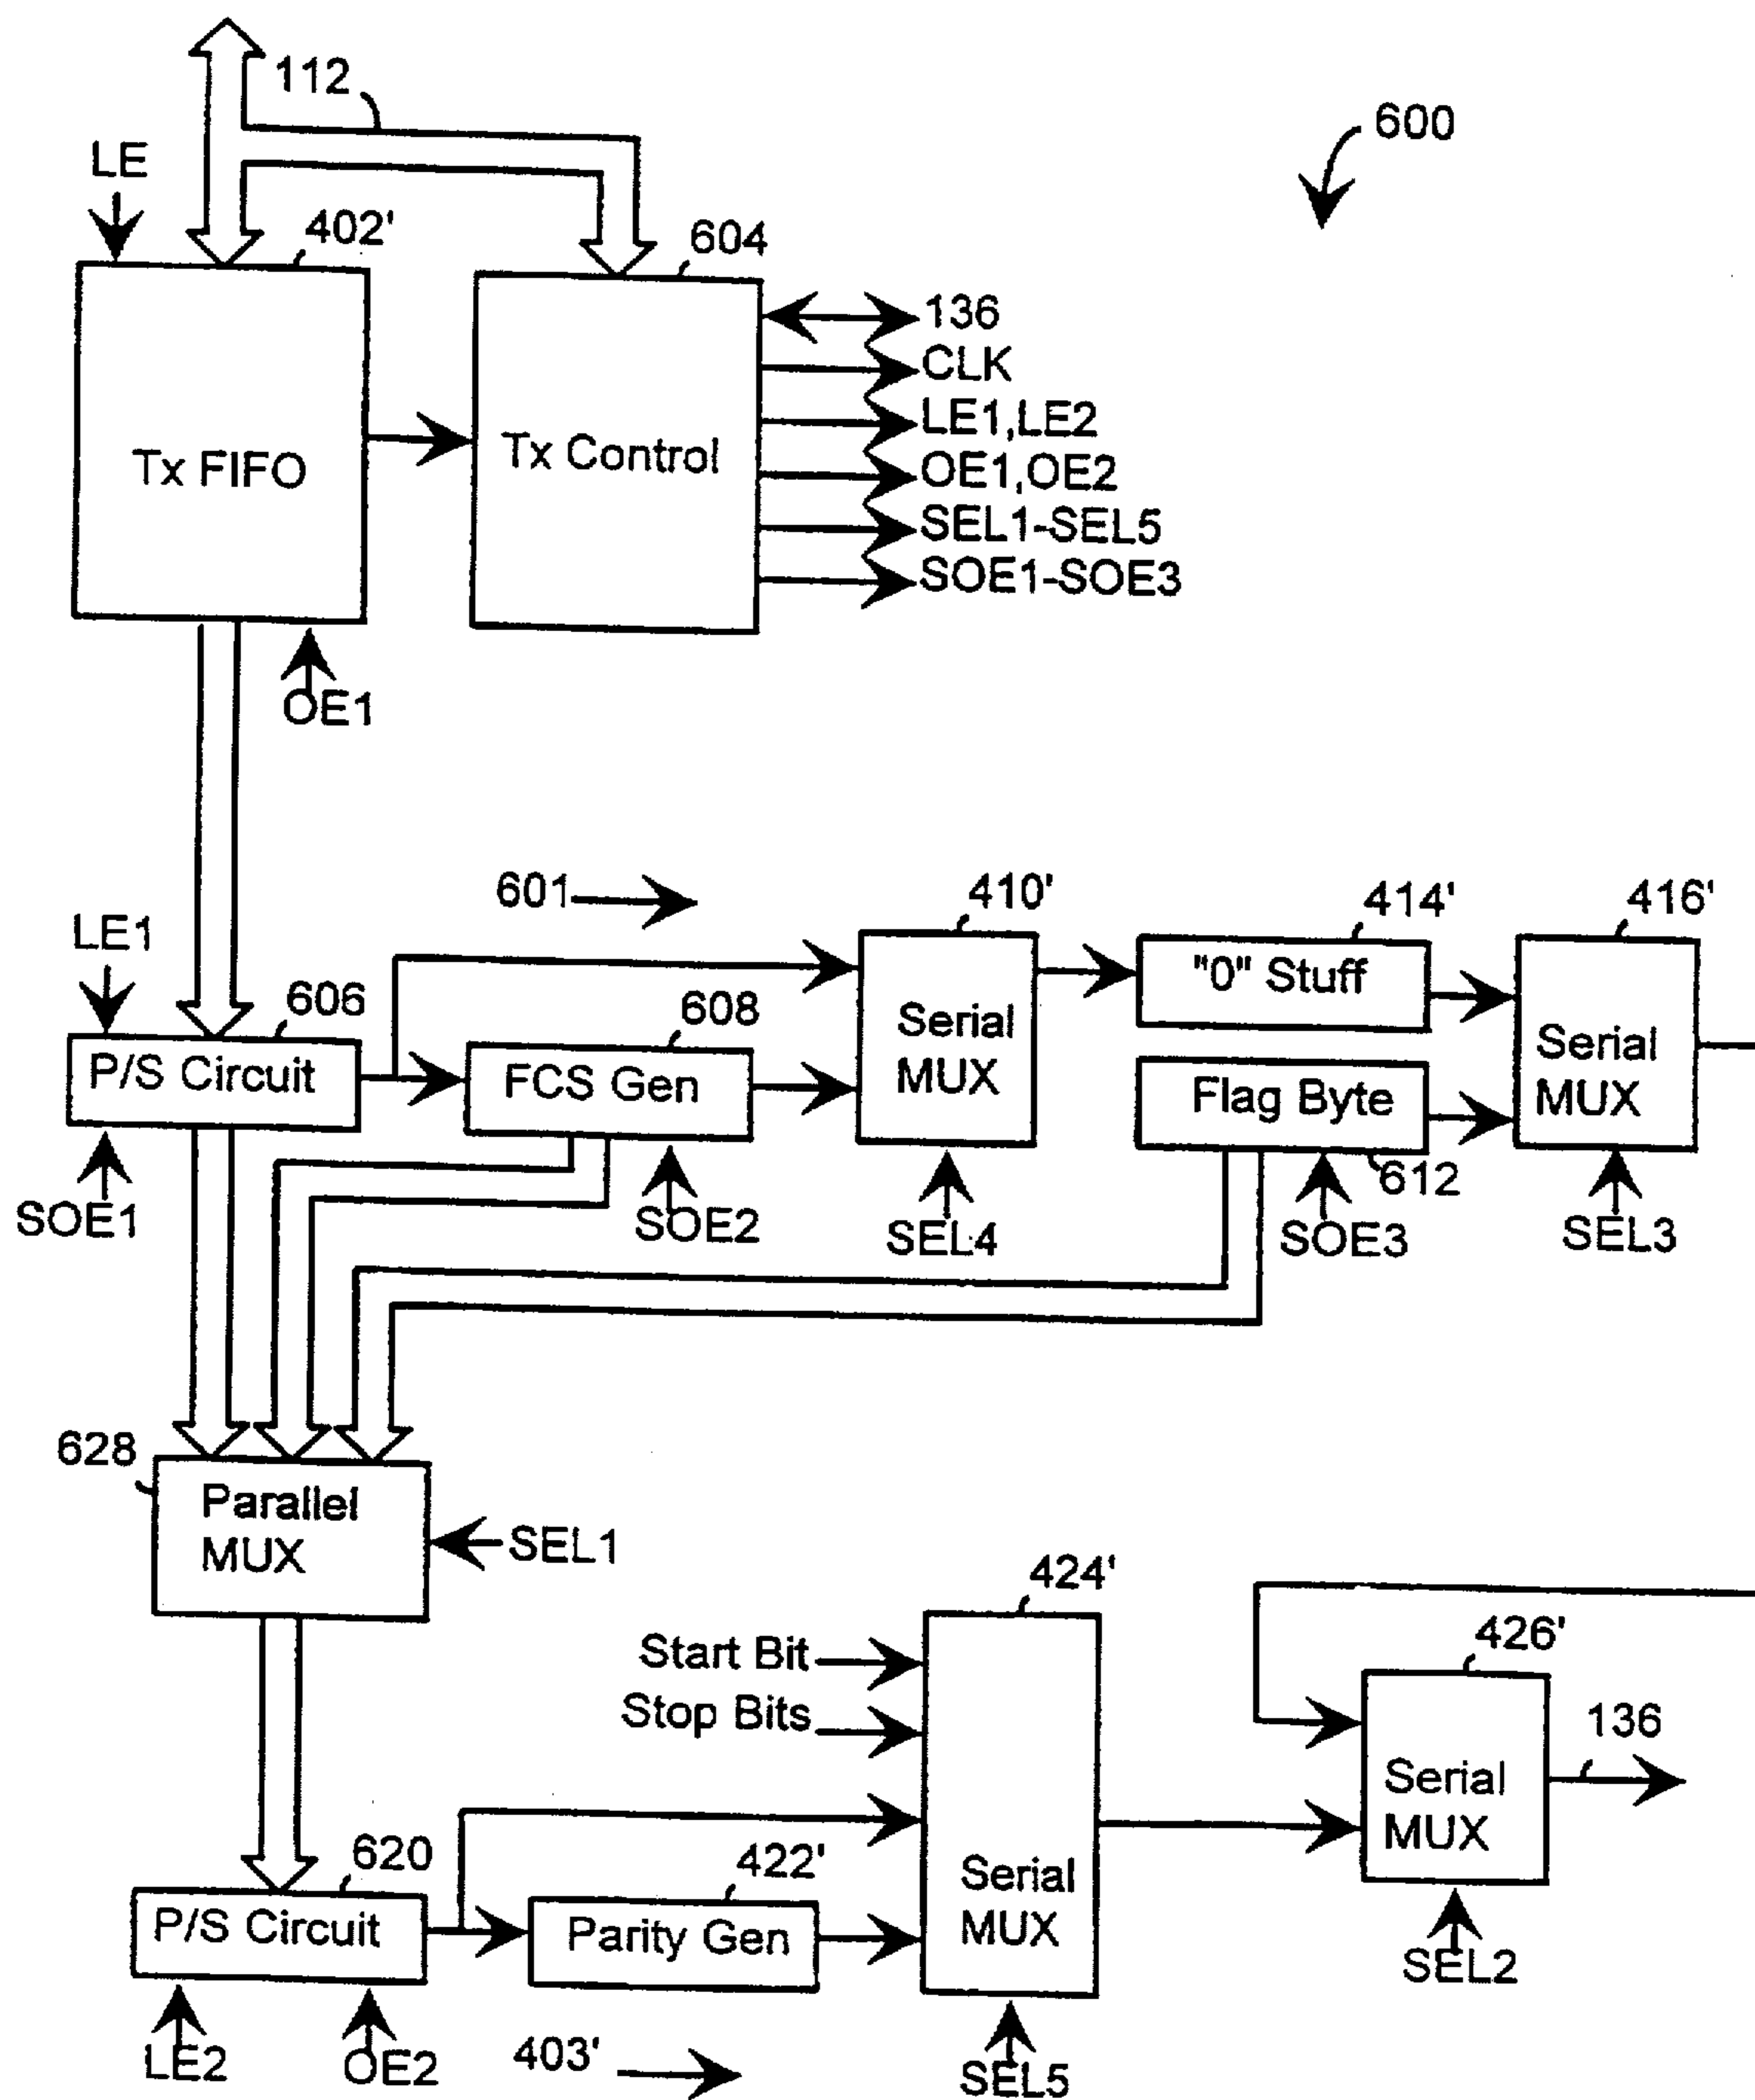 112
600
LE
402'
604
136
CLK
LE1,LE2
OE1,OE2
SEL1-SEL5
SOE1-SOE3
Tx FIFO
Tx Control
OE1
601
410'
414'
416'
LE1
606
608
"0" Stuff
Serial
MUX
P/S Circuit
FCS Gen
Flag Byte
Serial
MUX
612
SOE1
SOE2
SEL4
SOE3
SEL3
628
Parallel
MUX
SEL1
424'
426'
Start Bit
Stop Bits
136
Serial
MUX
620
422'
P/S Circuit
Parity Gen
Serial
MUX
SEL2
LE2
OE2
403'
SEL5